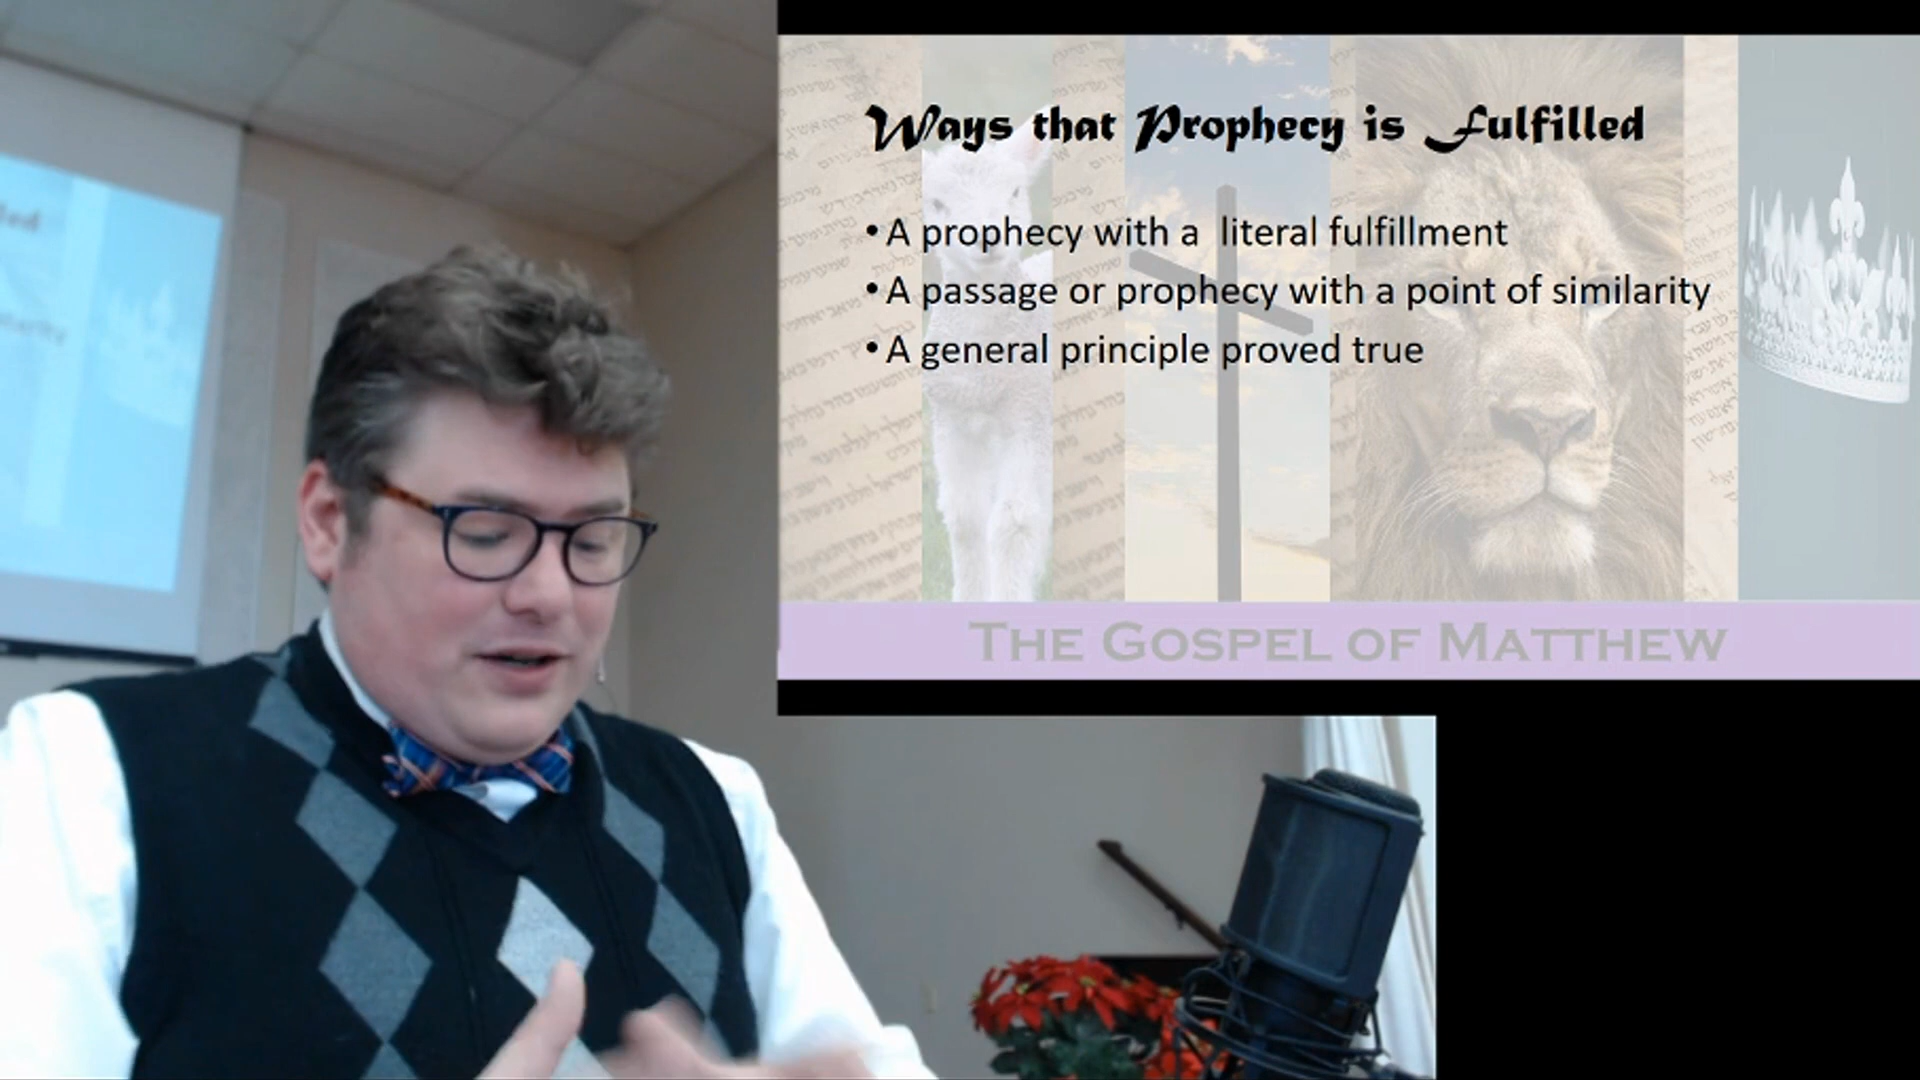 Ways that Prophecy is Fulfilled
• A prophecy with a literal fulfillment
• A passage or prophecy with a point of similarity
• A general principle proved true
THE GOSPEL OF MATTHEW